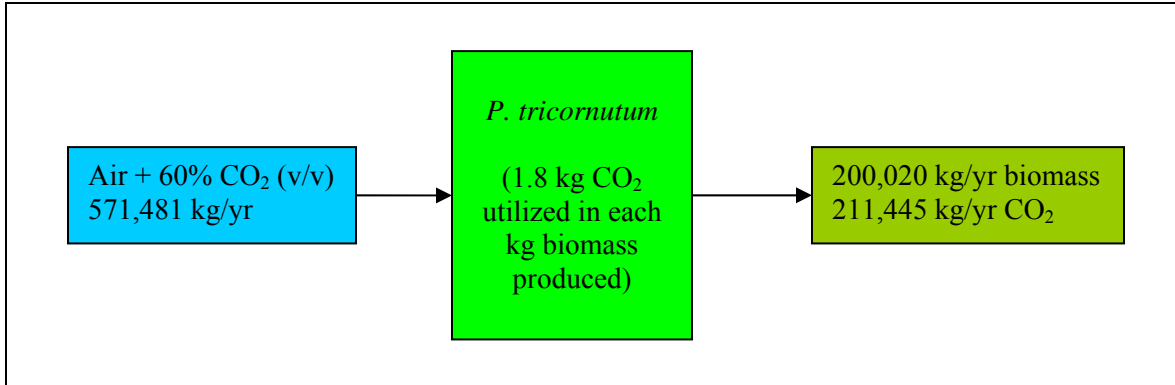 Air + 60% CO₂ (v/v)
571,481 kg/yr
P. tricornutum
(1.8 kg CO₂
utilized in each
kg biomass
produced)
200,020 kg/yr biomass
211,445 kg/yr CO₂